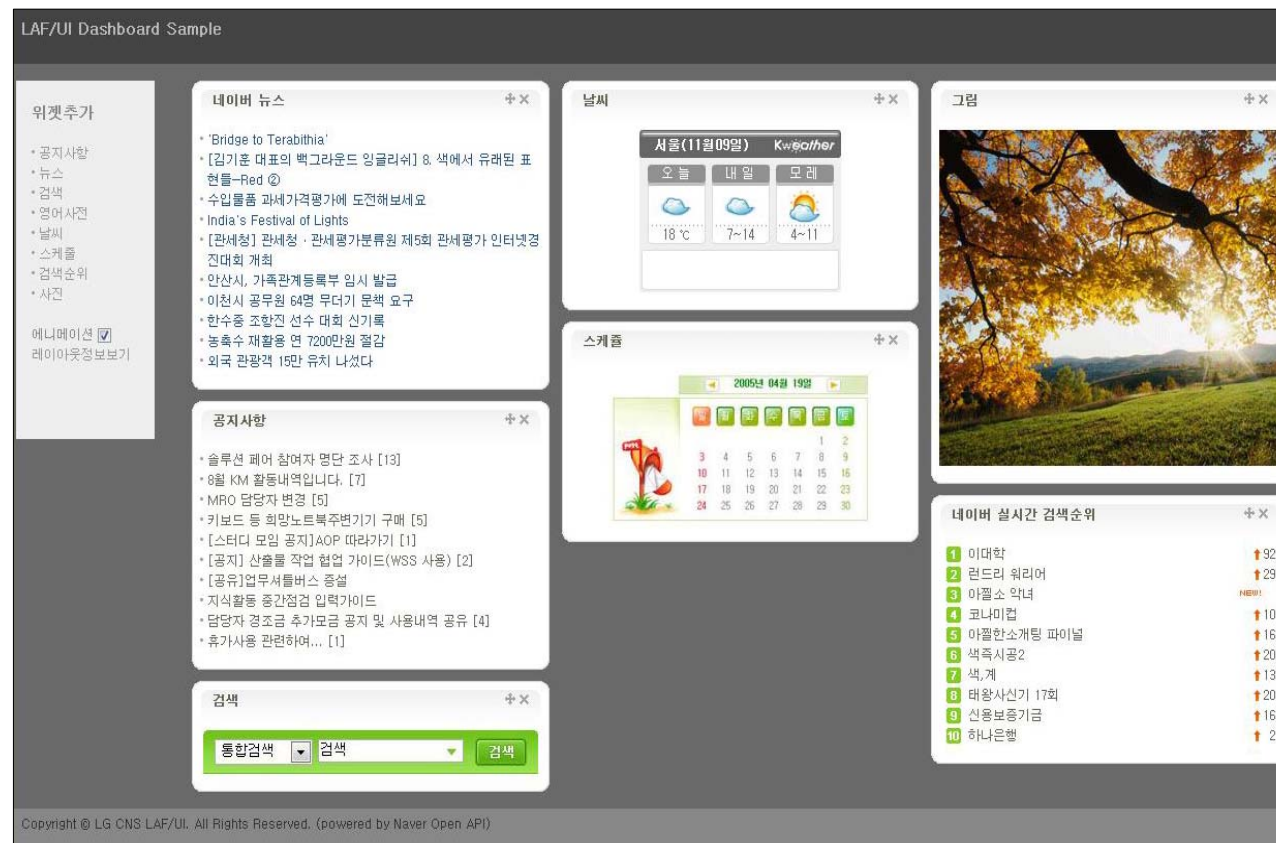 LAF/UI Dashboard Sample
위젯추가
공지사항
뉴스
검색
영어사전
날씨
스케줄
검색순위
사진
에니메이션
레이아웃정보보기
네이버 뉴스
'Bridge to Terabithia'
[김기훈 대표의 백그라운드 잉글리쉬] 8. 색에서 유래된 표
현들—Red ②
수입물품 과세가격평가에 도전해보세요
India's Festival of Lights
[관세청] 관세청 · 관세평가분류원 제5회 관세평가 인터넷경
진대회 개최
안산시, 가족관계등록부 임시 발급
이천시 공무원 64명 무더기 문책 요구
한수중 조항진 선수 대회 신기록
농축수 재활용 연 7200만원 절감
외국 관광객 15만 유치 나섰다
공지사항
솔루션 페어 참여자 명단 조사 [13]
8월 KM 활동내역입니다. [7]
MRO 담당자 변경 [5]
키보드 등 희망노트북주변기기 구매 [5]
[스터디 모임 공지]AOP 따라가기 [1]
[공지] 산출물 작업 협업 가이드(WSS 사용) [2]
[공유]업무셔틀버스 증설
지식활동 중간점검 입력가이드
담당자 경조금 추가모금 공지 및 사용내역 공유 [4]
휴가사용 관련하여... [1]
검색
통합검색 검색 검색
날씨
서울(11월09일) Kweather
오늘 내일 모레
18 ℃ 7~14 4~11
스케쥴
2005년 04월 19일
일 월 화 수 목 금 토
1 2
3 4 5 6 7 8 9
10 11 12 13 14 15 16
17 18 19 20 21 22 23
24 25 26 27 28 29 30
그림
네이버 실시간 검색순위
1 이대학 92
2 런드리 워리어 29
3 아찔소 악녀 NEW!
4 코나미컵 10
5 아찔한소개팅 파이널 16
6 색즉시공2 20
7 색,계 13
8 태왕사신기 17회 20
9 신용보증기금 16
10 하나은행 2
Copyright © LG CNS LAF/UI. All Rights Reserved. (powered by Naver Open API)